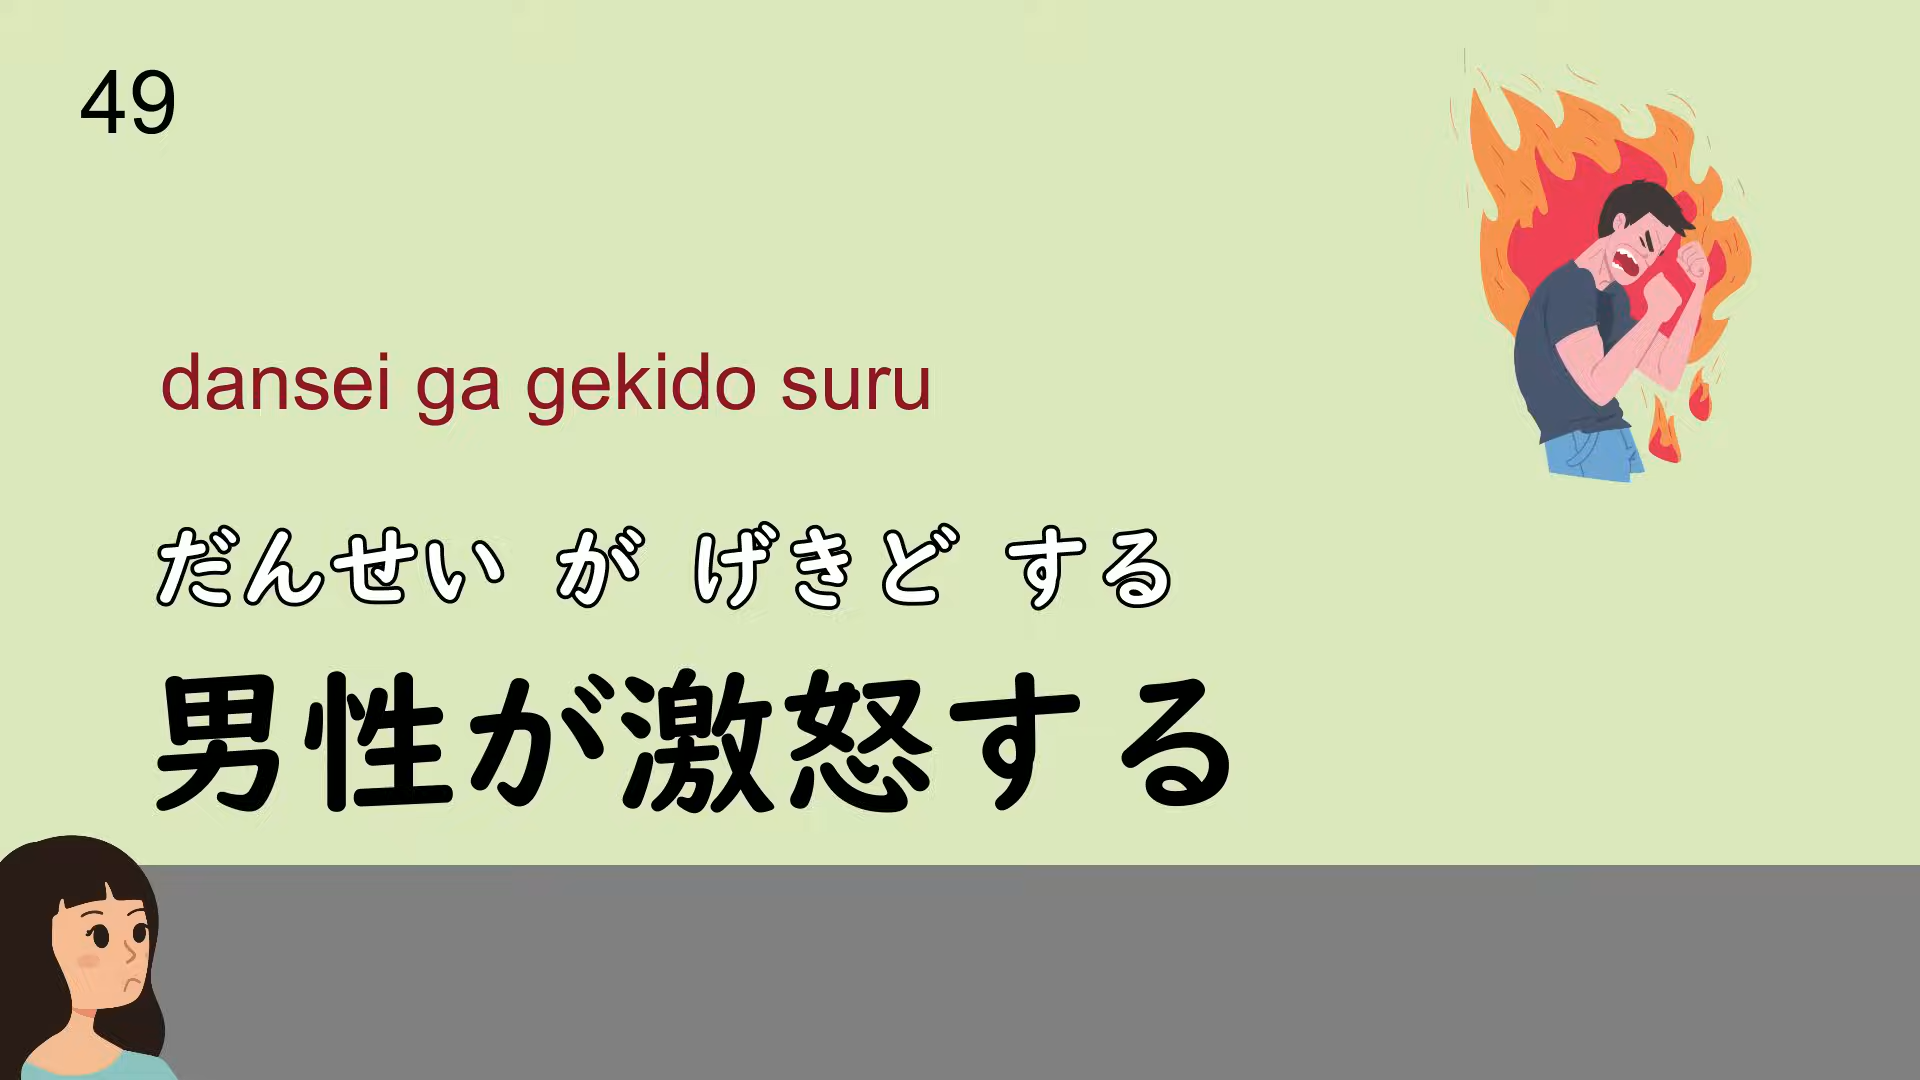 49
dansei ga gekido suru
だんせい が げきど する
男性が激怒する